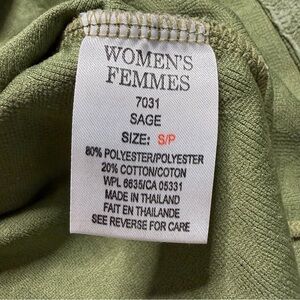 WOMEN'S
FEMMES
7031
SAGE
SIZE: S/P
80% POLYESTER/POLYESTER
20% COTTON/COTON
WPL 6635/CA 05331
MADE IN THAILAND
FAIT EN THAILANDE
SEE REVERSE FOR CARE